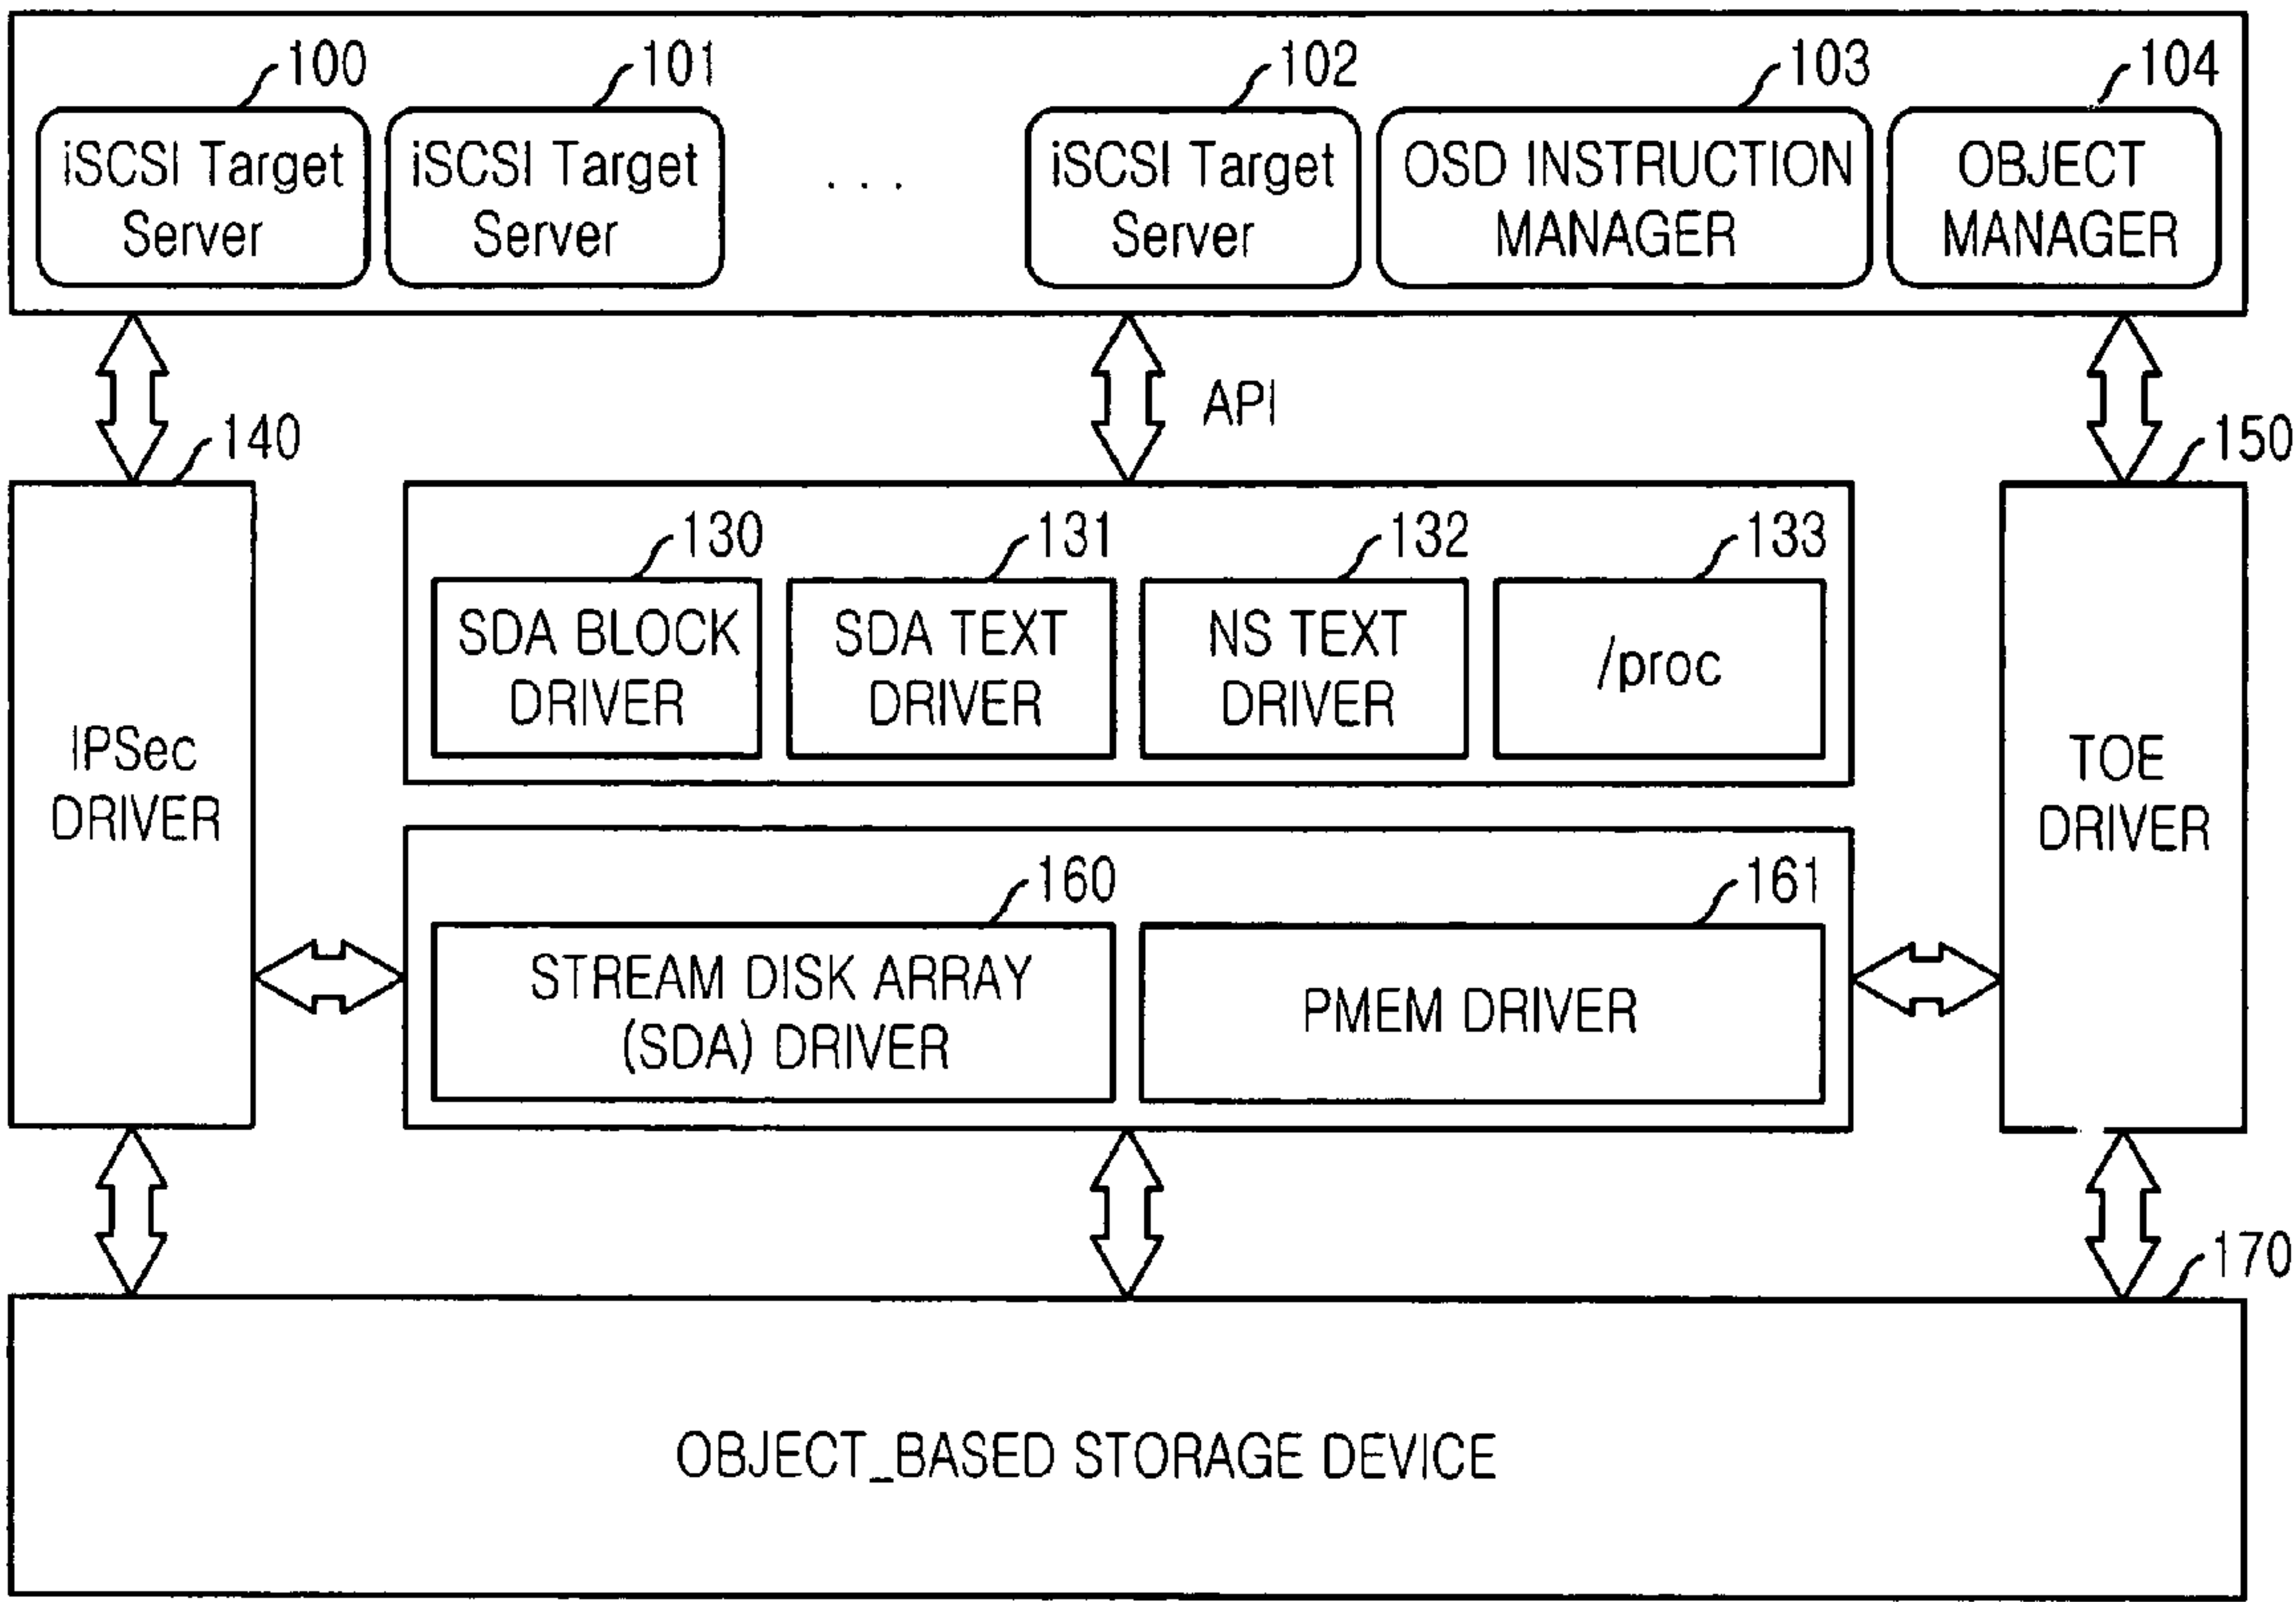 100
101
102
103
104
iSCSI Target
Server
iSCSI Target
Server
. . .
iSCSI Target
Server
OSD INSTRUCTION
MANAGER
OBJECT
MANAGER
API
140
150
130
131
132
133
SDA BLOCK
DRIVER
SDA TEXT
DRIVER
NS TEXT
DRIVER
/proc
IPSec
DRIVER
TOE
DRIVER
160
161
STREAM DISK ARRAY
(SDA) DRIVER
PMEM DRIVER
170
OBJECT_BASED STORAGE DEVICE